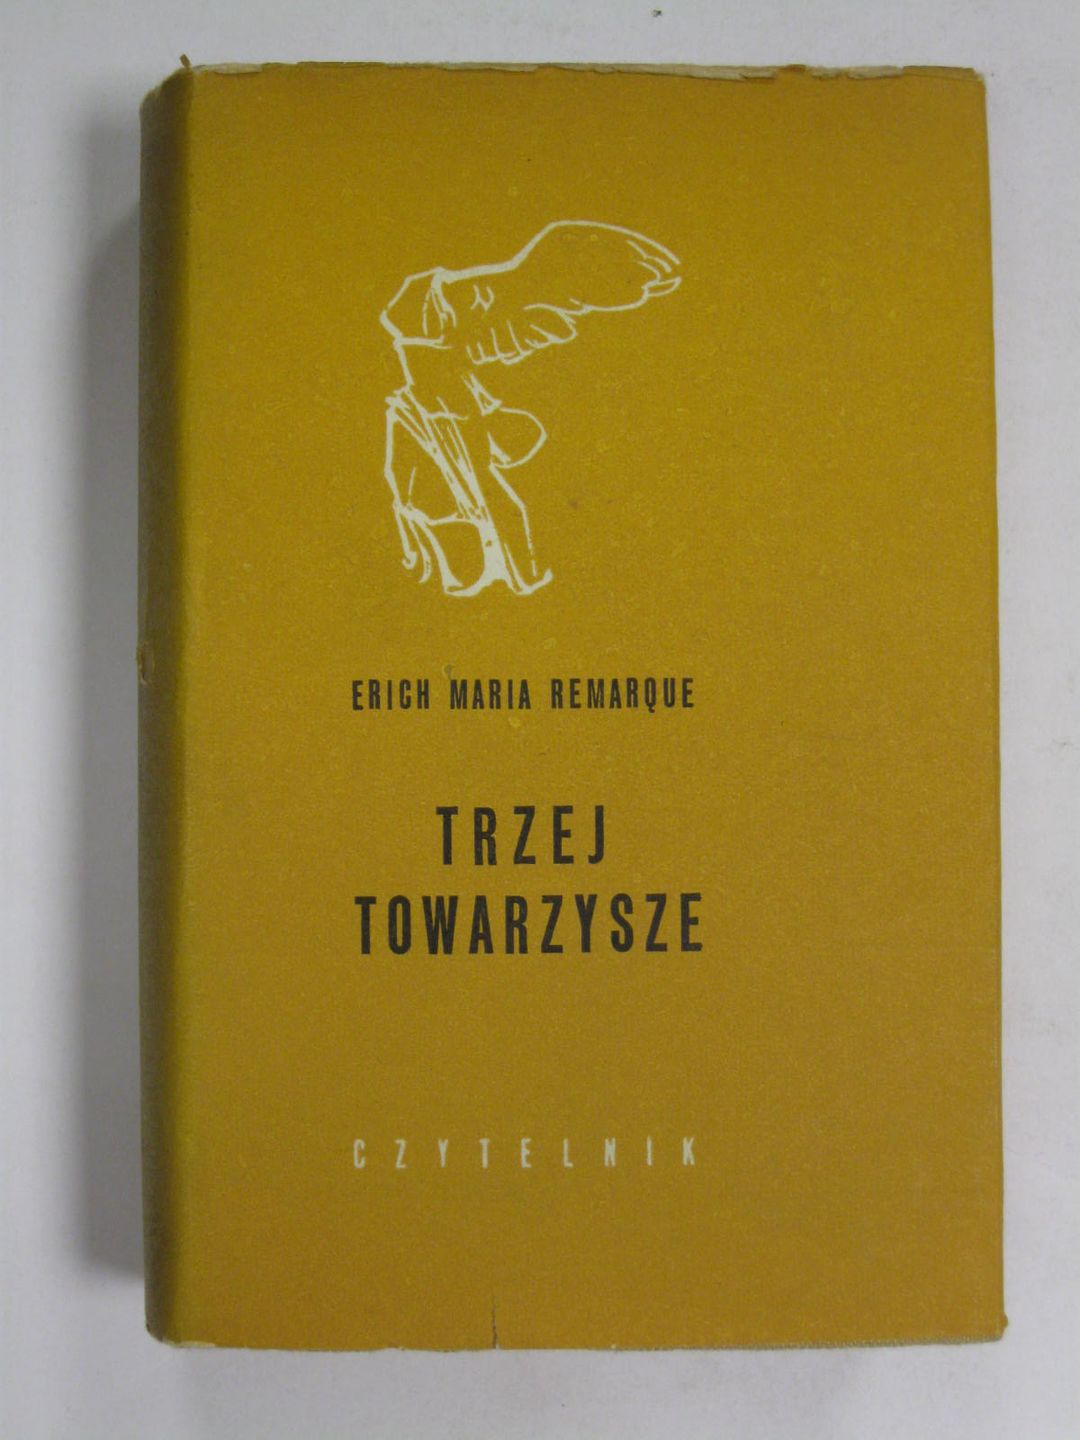 ERICH MARIA REMARQUE
TRZEJ
TOWARZYSZE
CZYTELNIK